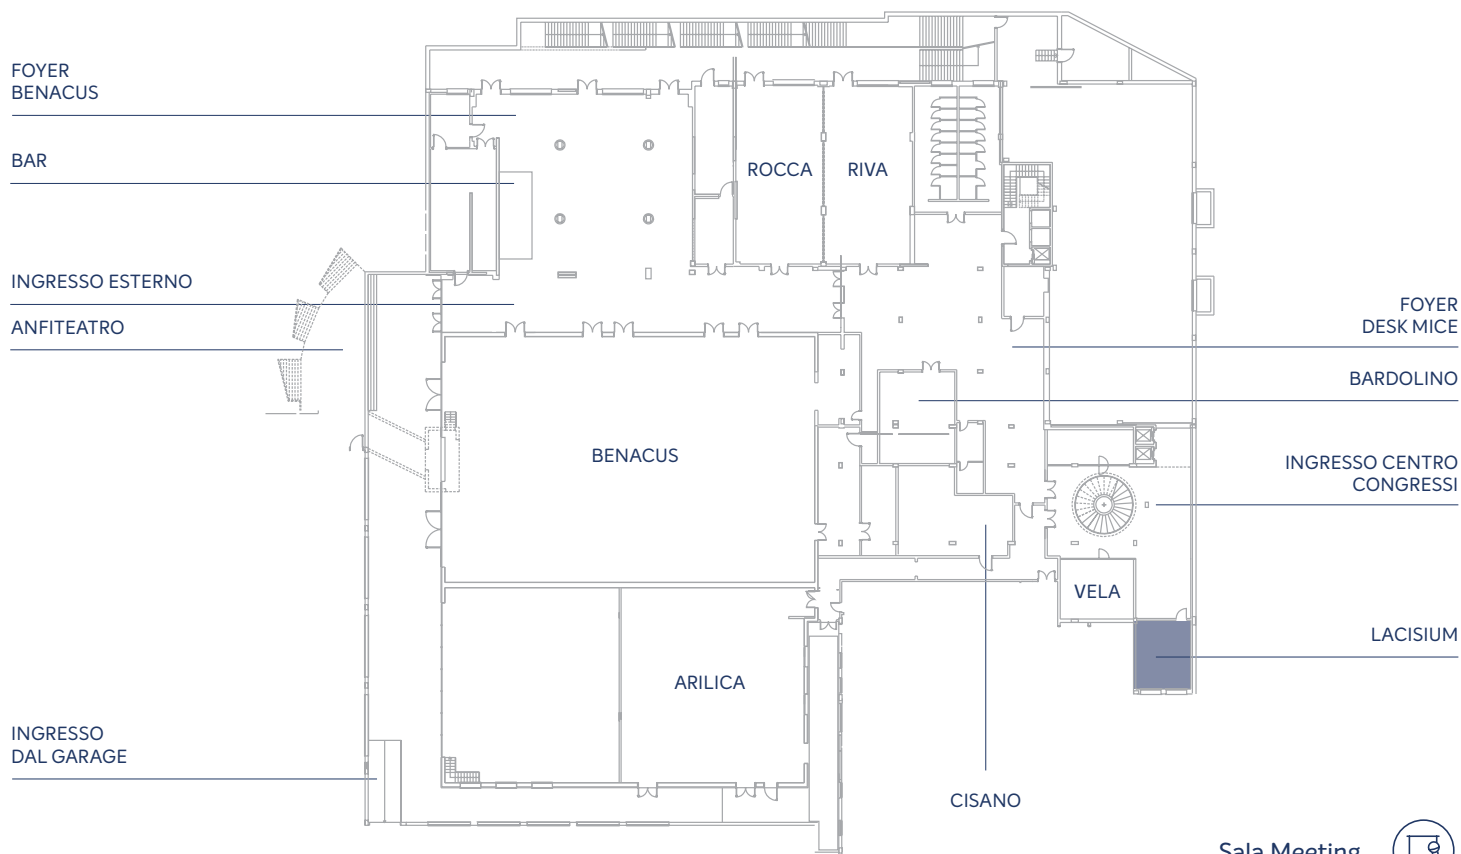 FOYER
BENACUS
BAR
ROCCA
RIVA
INGRESSO ESTERNO
ANFITEATRO
FOYER
DESK MICE
BARDOLINO
BENACUS
INGRESSO CENTRO
CONGRESSI
VELA
LACISIUM
ARILICA
INGRESSO
DAL GARAGE
CISANO
Sala Meeting